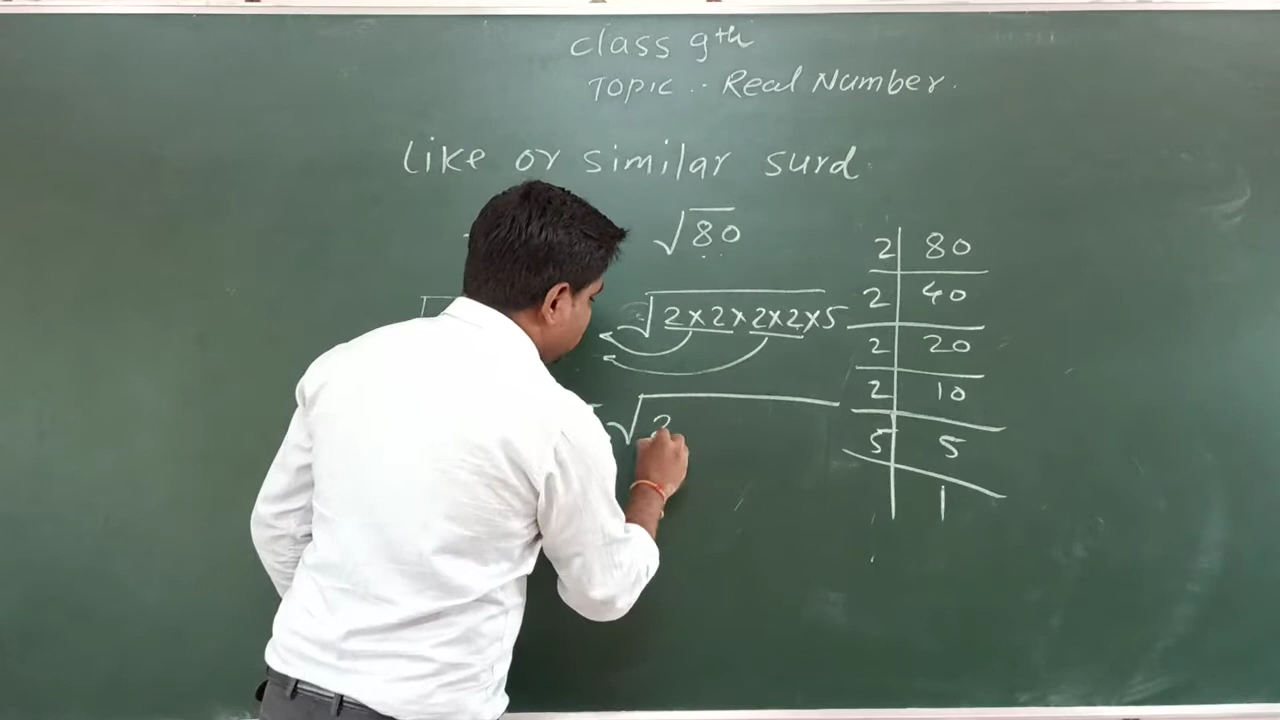 class 9th
TOPIC .. Real Number.
Like or similar surd.
√80
√2×2×2×2×5
√2
2 | 80
2 | 40
2 | 20
2 | 10
5 | 5
1